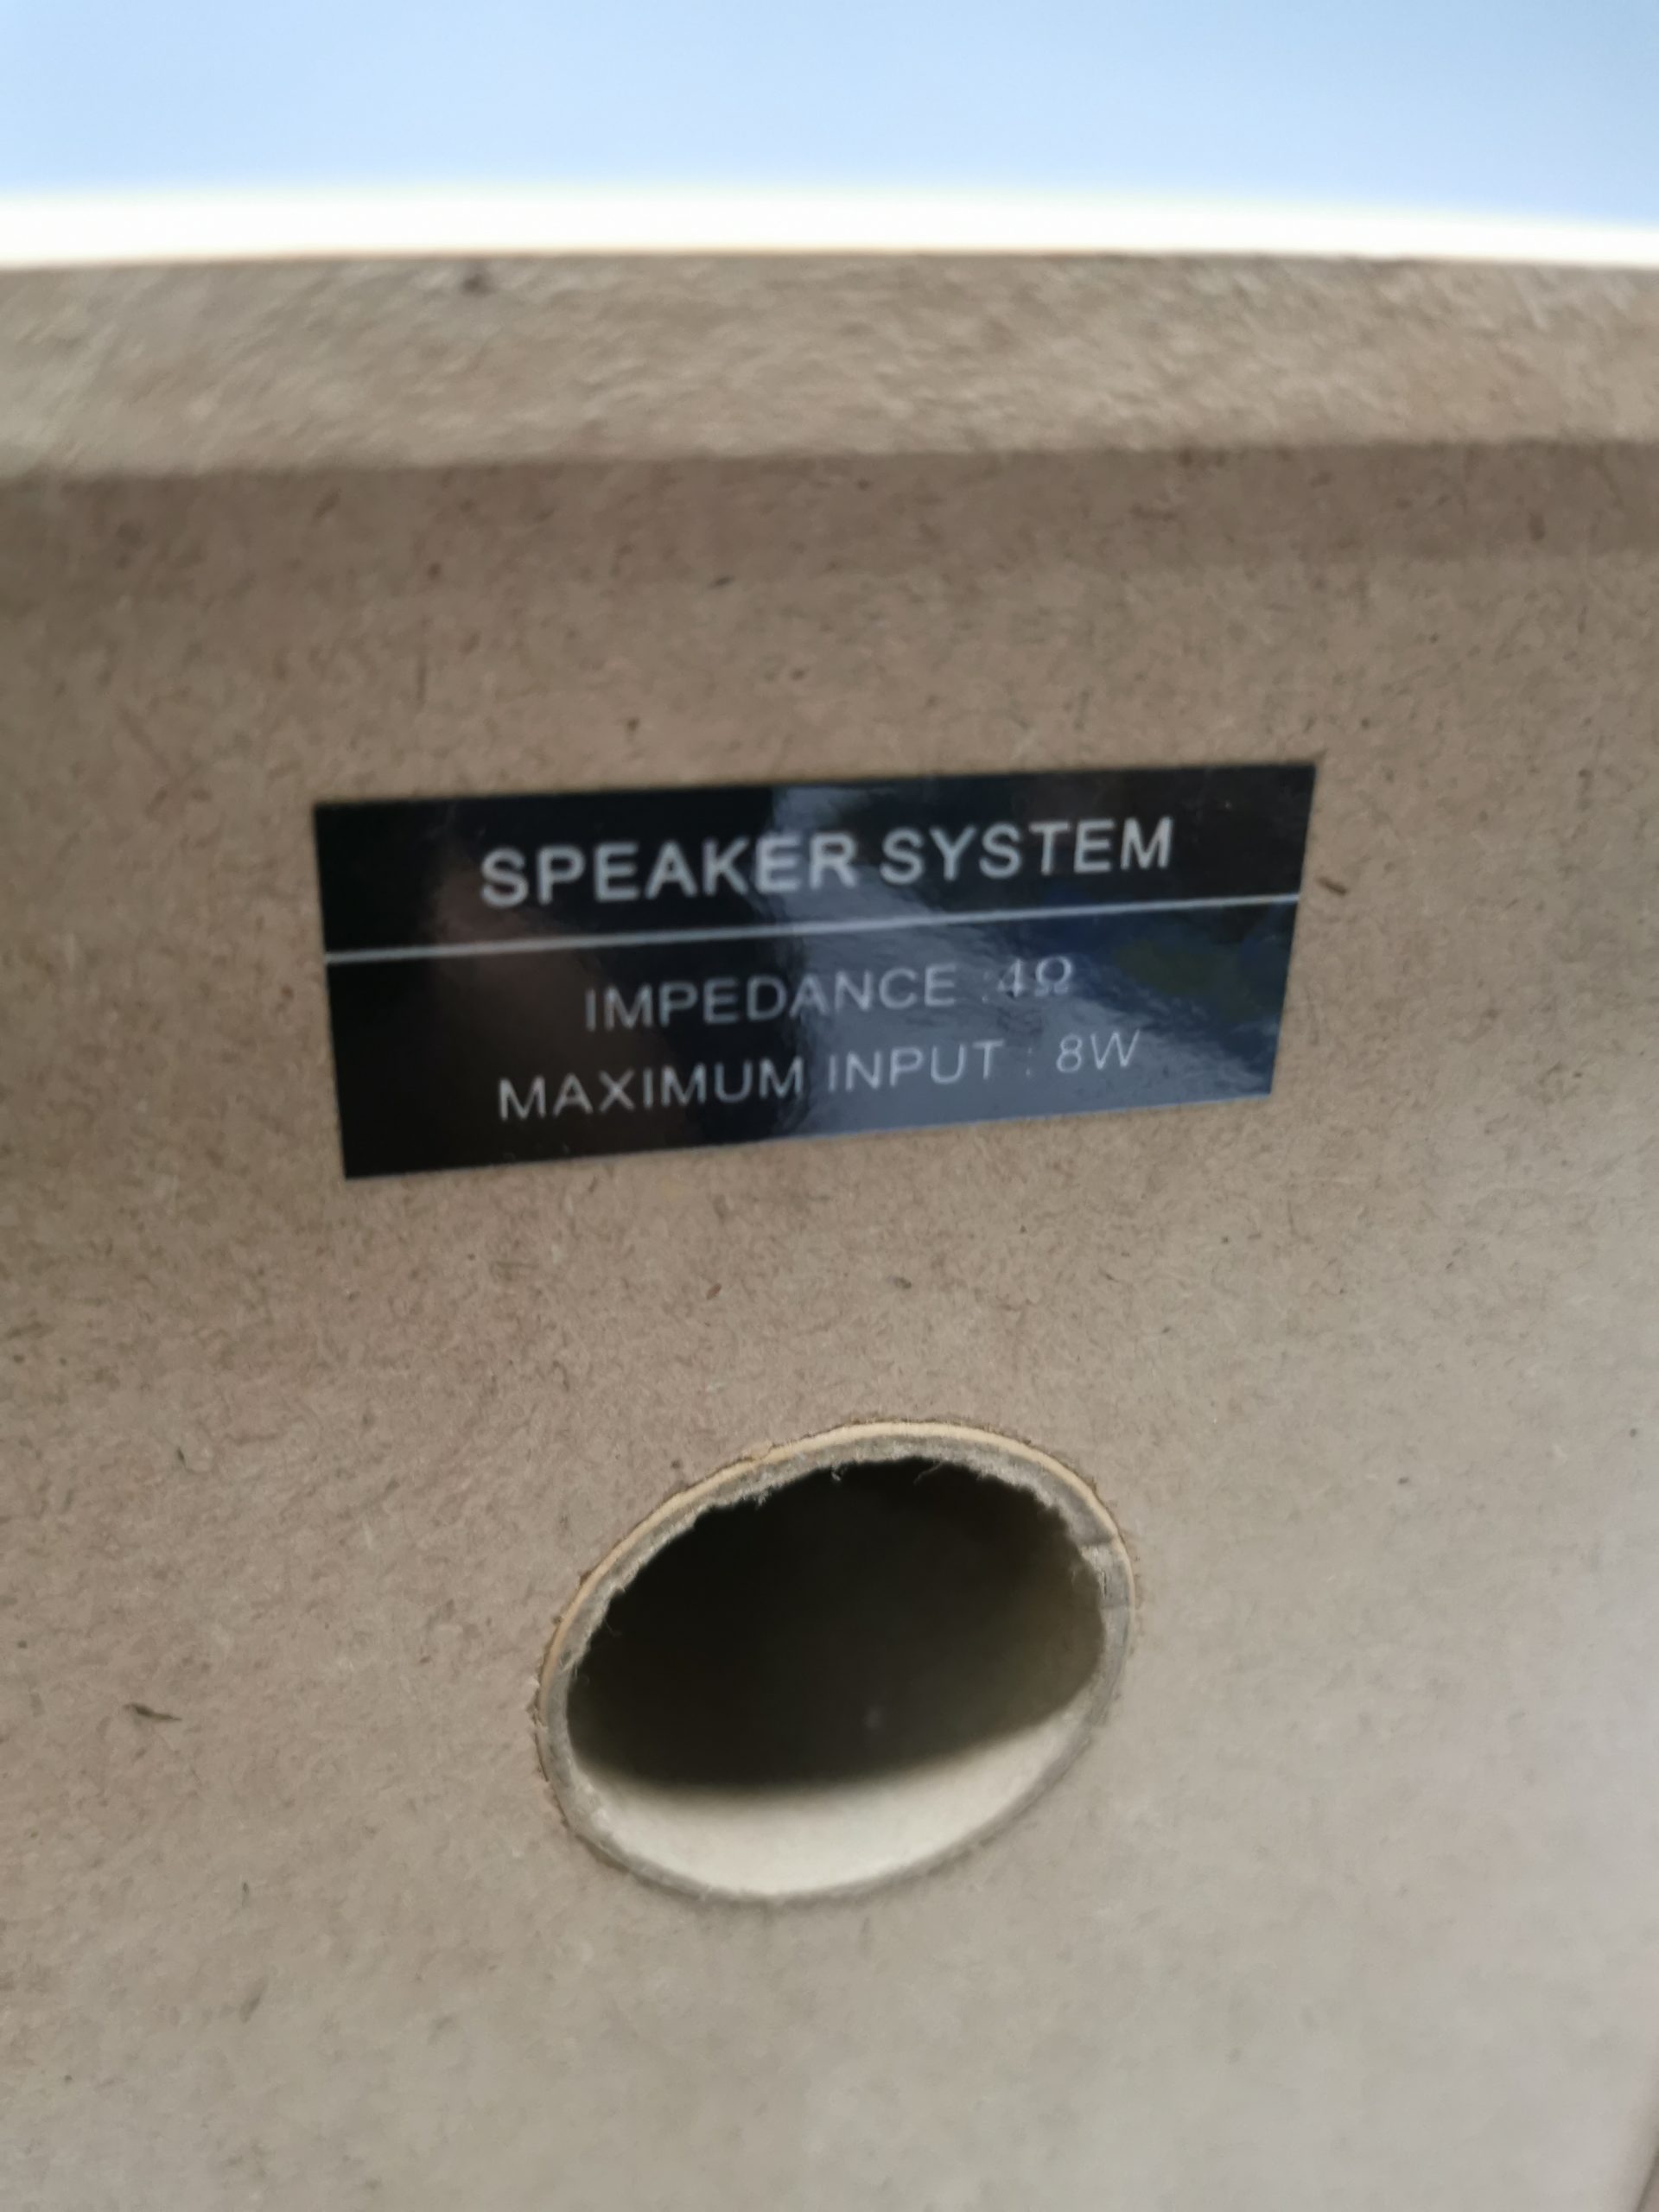 SPEAKER SYSTEM
IMPEDANCE :4Ω
MAXIMUM INPUT : 8W